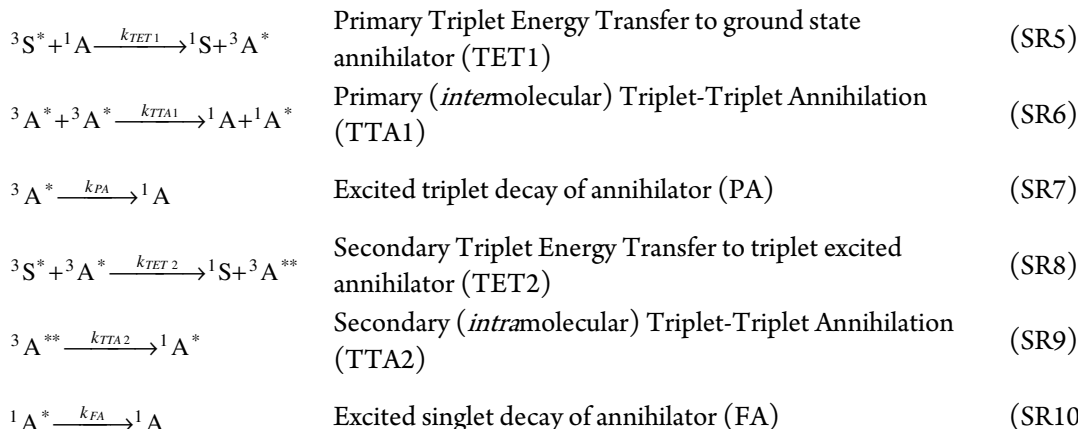 ³S*+¹A —k_TET1→ ¹S+³A* Primary Triplet Energy Transfer to ground state annihilator (TET1) (SR5)
³A*+³A* —k_TTA1→ ¹A+¹A* Primary (intermolecular) Triplet-Triplet Annihilation (TTA1) (SR6)
³A* —k_PA→ ¹A Excited triplet decay of annihilator (PA) (SR7)
³S*+³A* —k_TET2→ ¹S+³A** Secondary Triplet Energy Transfer to triplet excited annihilator (TET2) (SR8)
³A** —k_TTA2→ ¹A* Secondary (intramolecular) Triplet-Triplet Annihilation (TTA2) (SR9)
¹A* —k_FA→ ¹A Excited singlet decay of annihilator (FA) (SR10